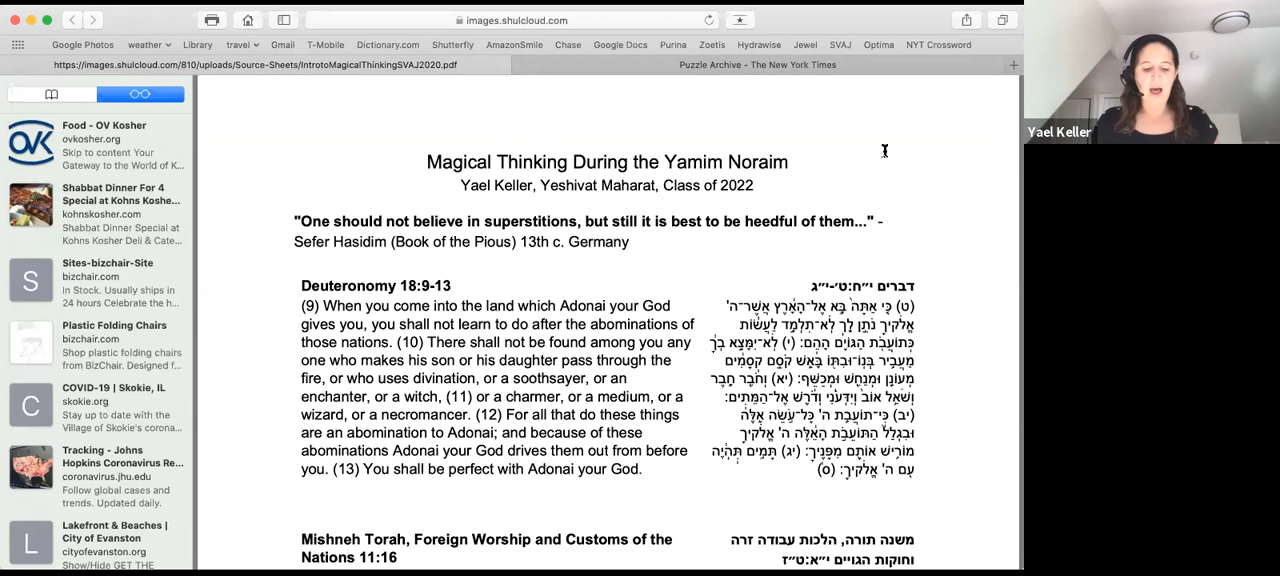 images.shulcloud.com
Google Photos weather Library travel Gmail T-Mobile Dictionary.com Shutterfly AmazonSmile Chase Google Docs Purina Zoetis Hydrawise Jewel SVAJ Optima NYT Crossword
https://images.shulcloud.com/810/uploads/Source-Sheets/IntrotoMagicalThinkingSVAJ2020.pdf
Puzzle Archive - The New York Times
OVK
Food - OV Kosher
ovkosher.org
Skip to content Your
Gateway to the World of K...
Shabbat Dinner For 4
Special at Kohns Koshe...
kohnskosher.com
Shabbat Dinner Special at
Kohns Kosher Deli & Cate...
S
Sites-bizchair-Site
bizchair.com
In Stock. Usually ships in
24 hours Celebrate the h...
Plastic Folding Chairs
bizchair.com
Shop plastic folding chairs
from BizChair. Designed f...
C
COVID-19 | Skokie, IL
skokie.org
Stay up to date with the
Village of Skokie's corona...
Tracking - Johns
Hopkins Coronavirus Re...
coronavirus.jhu.edu
Follow global cases and
trends. Updated daily.
L
Lakefront & Beaches |
City of Evanston
cityofevanston.org
Show/Hide GET THE
Magical Thinking During the Yamim Noraim
Yael Keller, Yeshivat Maharat, Class of 2022
"One should not believe in superstitions, but still it is best to be heedful of them..." -
Sefer Hasidim (Book of the Pious) 13th c. Germany
Deuteronomy 18:9-13
(9) When you come into the land which Adonai your God
gives you, you shall not learn to do after the abominations of
those nations. (10) There shall not be found among you any
one who makes his son or his daughter pass through the
fire, or who uses divination, or a soothsayer, or an
enchanter, or a witch, (11) or a charmer, or a medium, or a
wizard, or a necromancer. (12) For all that do these things
are an abomination to Adonai; and because of these
abominations Adonai your God drives them out from before
you. (13) You shall be perfect with Adonai your God.
דברים י״ח:ט׳-י״ג
(ט) כִּ֤י אַתָּה֙ בָּ֣א אֶל־הָאָ֔רֶץ אֲשֶׁר־ה'
אֱלֹקיךָ נֹתֵ֣ן לָ֑ךְ לֹֽא־תִלְמַ֣ד לַעֲשׂ֔וֹת
כְּתוֹעֲבֹ֖ת הַגּוֹיִ֥ם הָהֵֽם׃ (י) לֹֽא־יִמָּצֵ֣א בְךָ֔
מַעֲבִ֥יר בְּנֽוֹ־וּבִתּ֖וֹ בָּאֵ֑שׁ קֹסֵ֣ם קְסָמִ֔ים
מְעוֹנֵ֥ן וּמְנַחֵ֖שׁ וּמְכַשֵּֽׁף׃ (יא) וְחֹבֵ֖ר חָ֑בֶר
וְשֹׁאֵ֥ל אוֹב֙ וְיִדְּעֹנִ֔י וְדֹרֵ֖שׁ אֶל־הַמֵּתִֽים׃
(יב) כִּֽי־תוֹעֲבַ֥ת ה' כָּל־עֹ֣שֵׂה אֵ֑לֶּה
וּבִגְלַל֙ הַתּוֹעֵבֹ֣ת הָאֵ֔לֶּה ה' אֱלֹקיךָ
מוֹרִ֥ישׁ אוֹתָ֖ם מִפָּנֶֽיךָ׃ (יג) תָּמִ֣ים תִּֽהְיֶ֔ה
עִ֖ם ה' אֱלֹקיךָ׃ (ס)
Mishneh Torah, Foreign Worship and Customs of the
Nations 11:16
משנה תורה, הלכות עבודה זרה
וחוקות הגויים י״א:ט״ז
Yael Keller